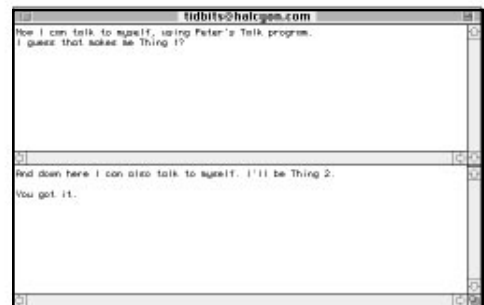 tidbits@halcyon.com
Now I can talk to myself, using Peter's Talk program.
I guess that makes me Thing 1?
And down here I can also talk to myself. I'll be Thing 2.
You got it.